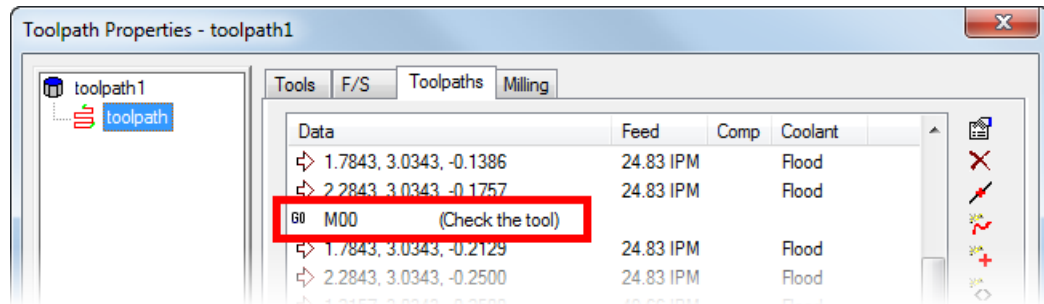 Toolpath Properties - toolpath1
toolpath1
toolpath
Tools F/S Toolpaths Milling
Data Feed Comp Coolant
1.7843, 3.0343, -0.1386 24.83 IPM Flood
2.2843, 3.0343, -0.1757 24.83 IPM Flood
G0 M00 (Check the tool)
1.7843, 3.0343, -0.2129 24.83 IPM Flood
2.2843, 3.0343, -0.2500 24.83 IPM Flood